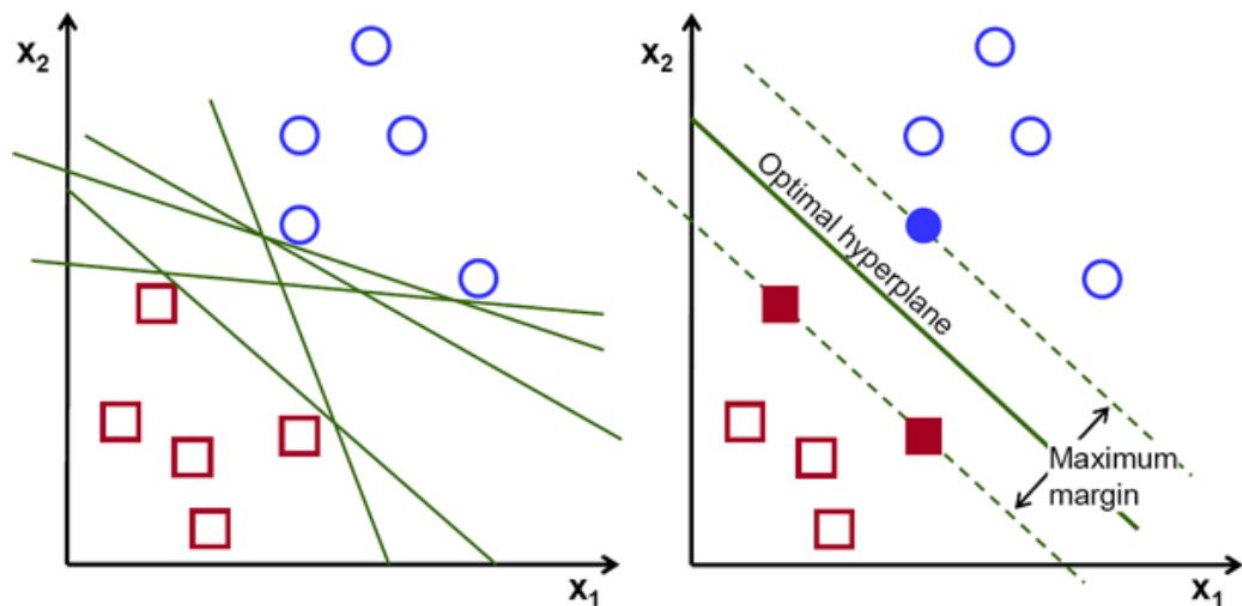 x₂
x₁
x₂
Optimal hyperplane
Maximum
margin
x₁